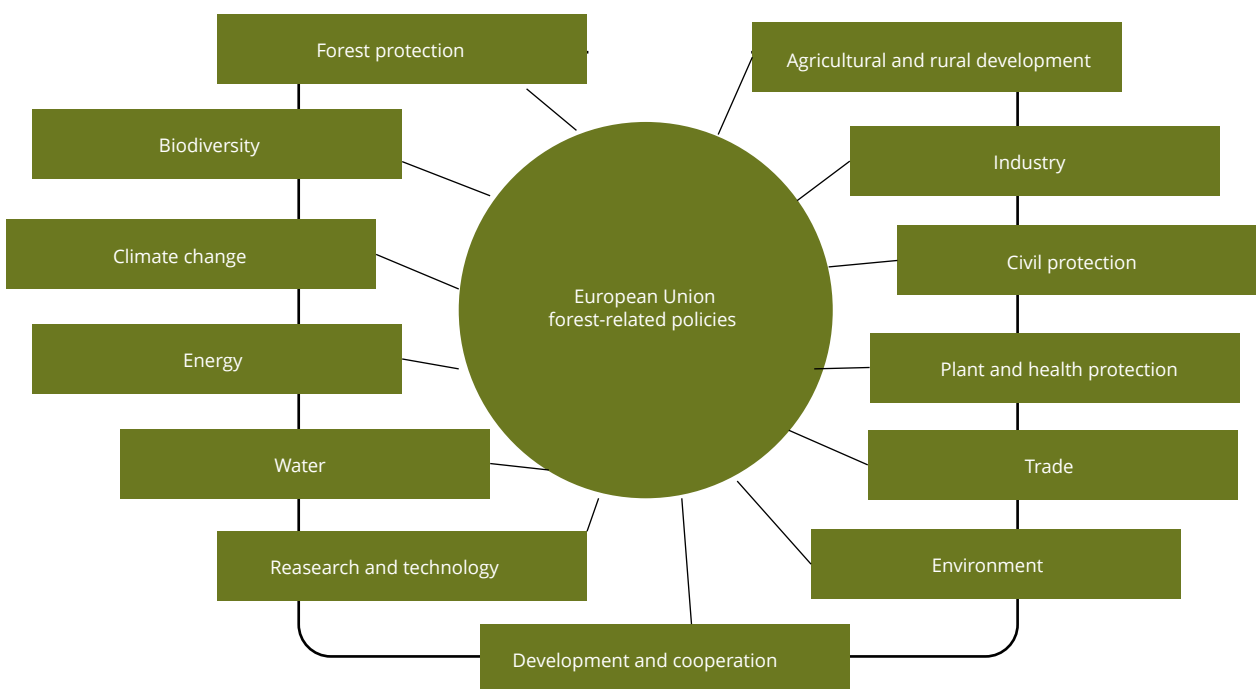 Forest protection
Agricultural and rural development
Biodiversity
Industry
Climate change
Civil protection
European Union
forest-related policies
Energy
Plant and health protection
Water
Trade
Reasearch and technology
Environment
Development and cooperation